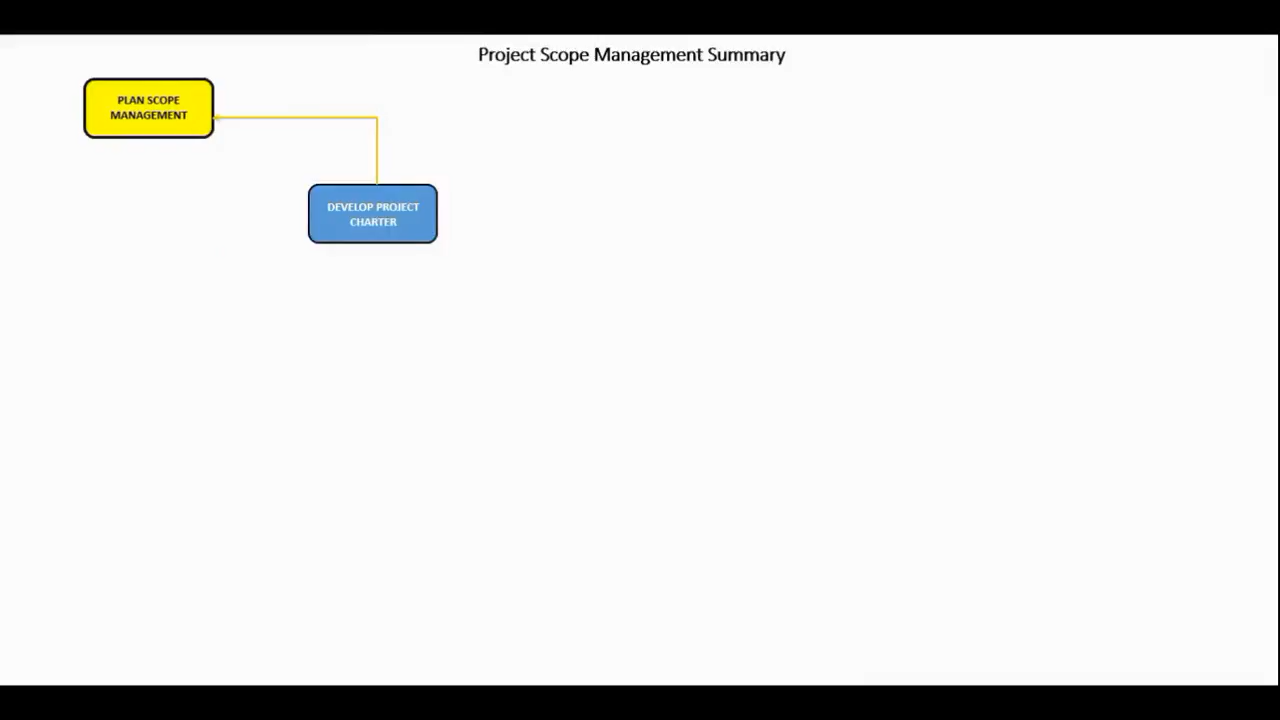 Project Scope Management Summary
PLAN SCOPE
MANAGEMENT
DEVELOP PROJECT
CHARTER